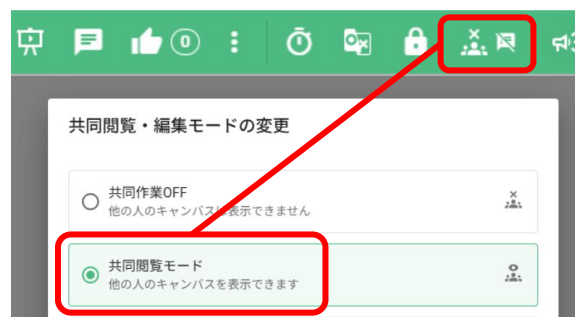 0
共同閲覧・編集モードの変更
共同作業OFF
他の人のキャンバスは表示できません
共同閲覧モード
他の人のキャンバスを表示できます